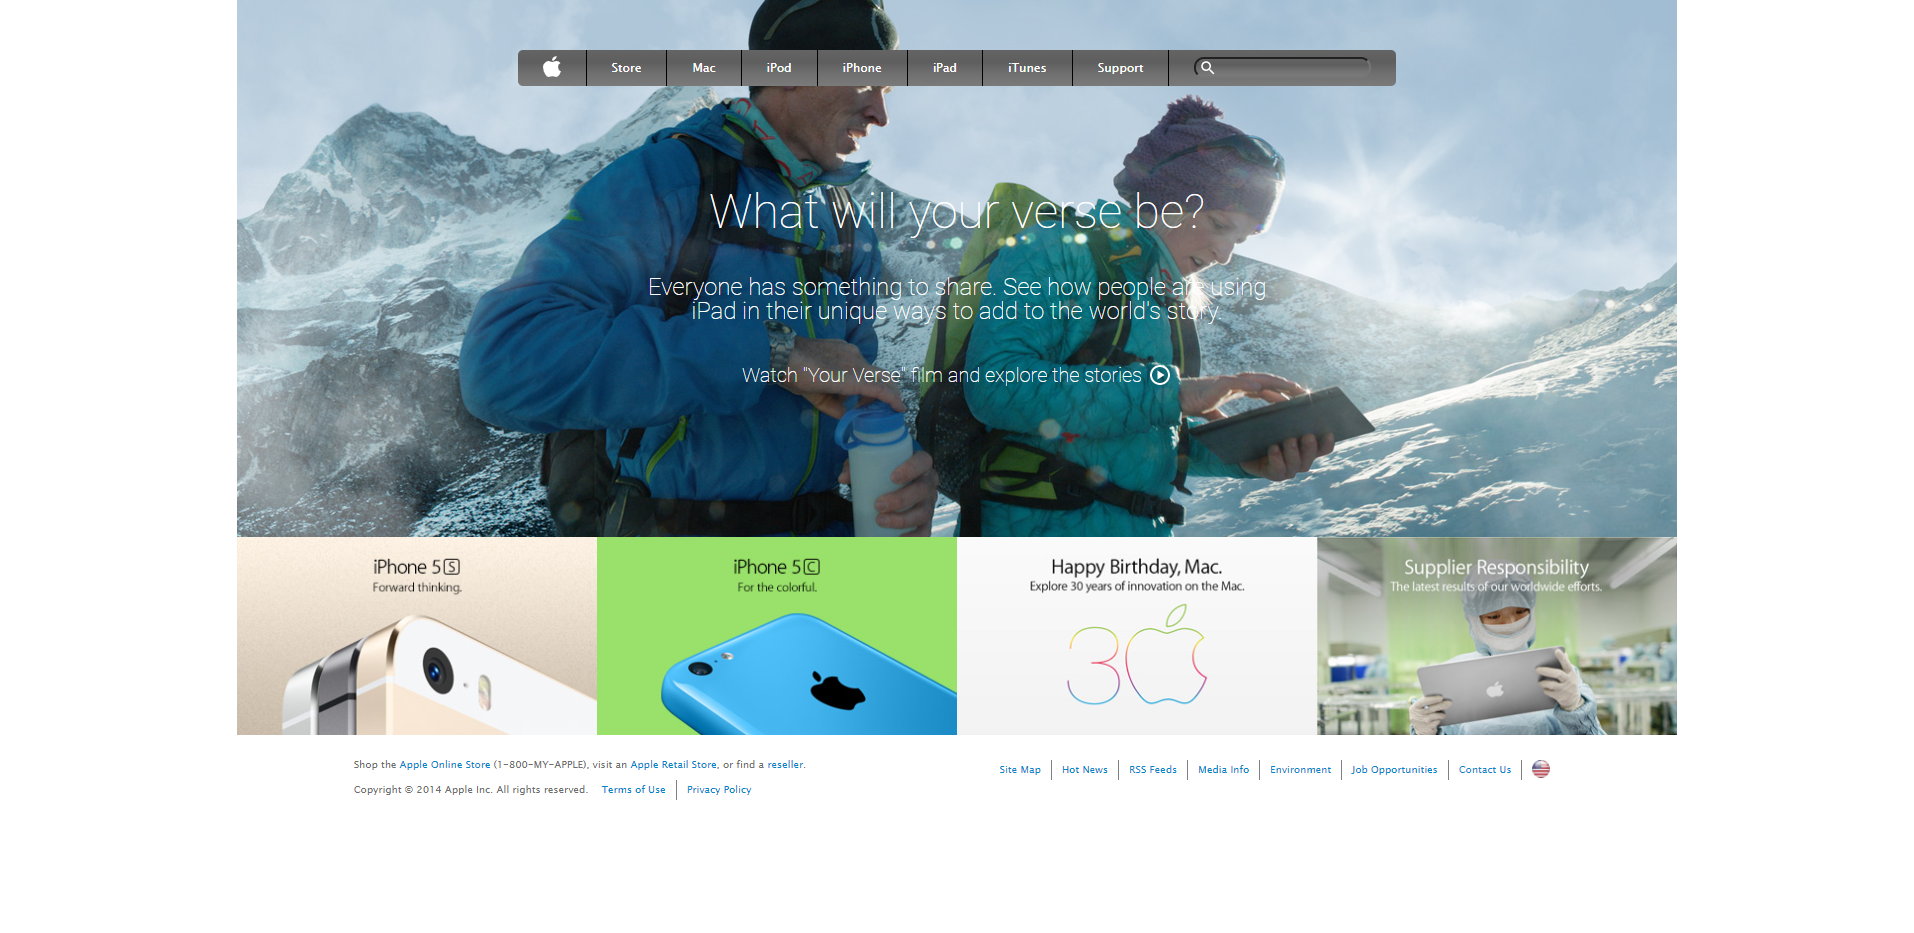 Store
Mac
iPod
iPhone
iPad
iTunes
Support
What will your verse be?
Everyone has something to share. See how people are using
iPad in their unique ways to add to the world's story.
Watch "Your Verse" film and explore the stories
iPhone 5S
Forward thinking.
iPhone 5C
For the colorful.
Happy Birthday, Mac.
Explore 30 years of innovation on the Mac.
30
Supplier Responsibility
The latest results of our worldwide efforts.
Shop the Apple Online Store (1-800-MY-APPLE), visit an Apple Retail Store, or find a reseller.
Site Map
Hot News
RSS Feeds
Media Info
Environment
Job Opportunities
Contact Us
Copyright © 2014 Apple Inc. All rights reserved.
Terms of Use
Privacy Policy